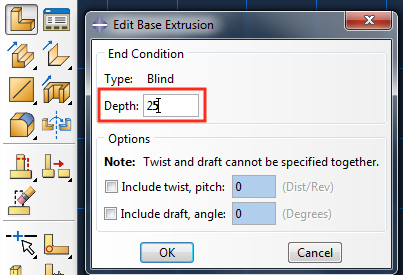 Edit Base Extrusion
End Condition
Type: Blind
Depth: 25
Options
Note: Twist and draft cannot be specified together.
Include twist, pitch: 0 (Dist/Rev)
Include draft, angle: 0 (Degrees)
OK Cancel